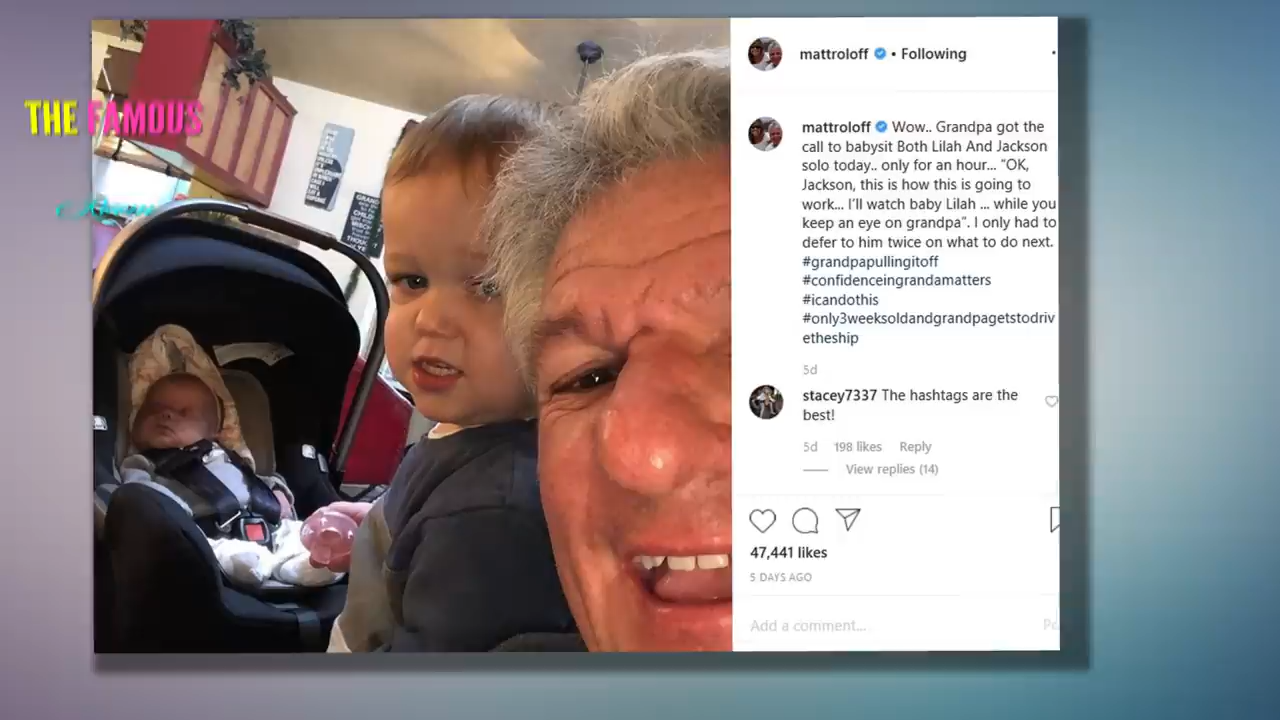 THE FAMOUS
mattroloff • Following
mattroloff Wow.. Grandpa got the
call to babysit Both Lilah And Jackson
solo today.. only for an hour... “OK,
Jackson, this is how this is going to
work... I’ll watch baby Lilah ... while you
keep an eye on grandpa”. I only had to
defer to him twice on what to do next.
#grandpapullingitoff
#confidenceingrandamatters
#icandothis
#only3weeksoldandgrandpagetstodriv
etheship
5d
stacey7337 The hashtags are the
best!
5d 198 likes Reply
View replies (14)
47,441 likes
5 DAYS AGO
Add a comment...